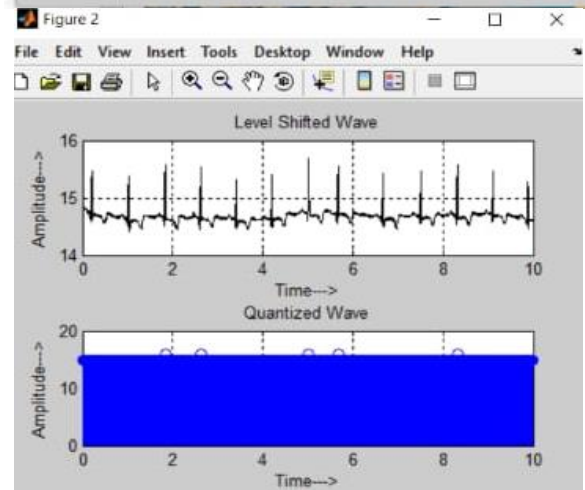 Figure 2
File Edit View Insert Tools Desktop Window Help
Level Shifted Wave
Amplitude--->
16
15
14
0 2 4 6 8 10
Time--->
Quantized Wave
Amplitude--->
20
10
0
0 2 4 6 8 10
Time--->